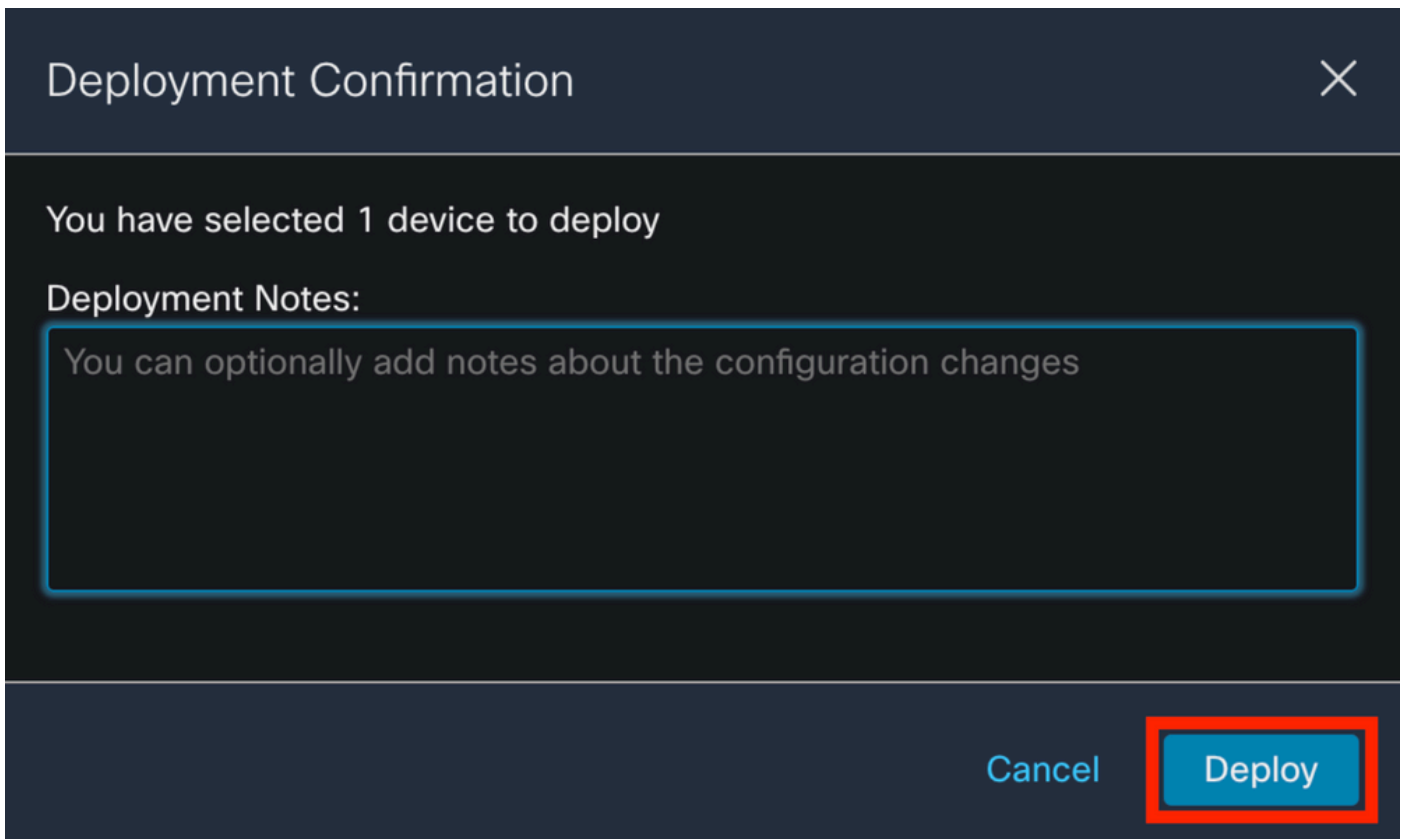 Deployment Confirmation
You have selected 1 device to deploy
Deployment Notes:
You can optionally add notes about the configuration changes
Cancel
Deploy